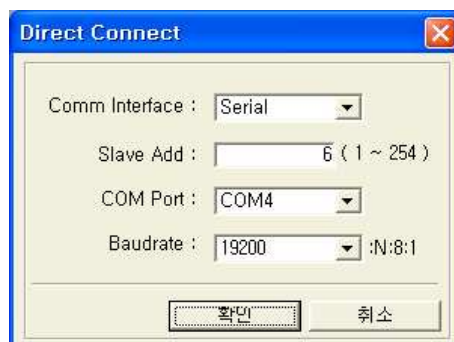 Direct Connect
Comm Interface : Serial
Slave Add : 6 ( 1 ~ 254 )
COM Port : COM4
Baudrate : 19200 :N:8:1
확인 취소